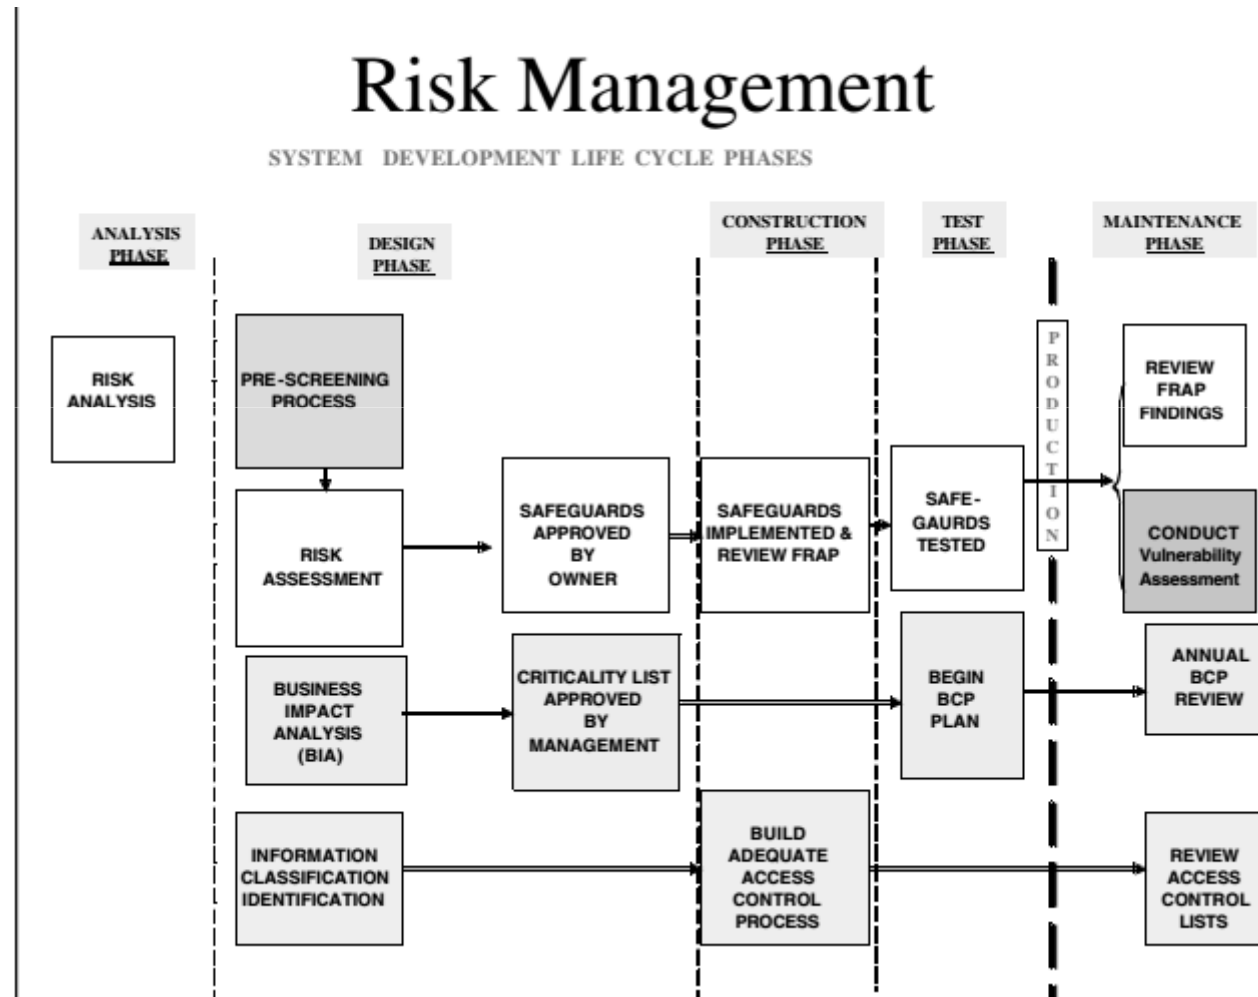 Risk Management
SYSTEM DEVELOPMENT LIFE CYCLE PHASES
ANALYSIS
PHASE
DESIGN
PHASE
CONSTRUCTION
PHASE
TEST
PHASE
MAINTENANCE
PHASE
RISK
ANALYSIS
PRE-SCREENING
PROCESS
RISK
ASSESSMENT
SAFEGUARDS
APPROVED
BY
OWNER
SAFEGUARDS
IMPLEMENTED &
REVIEW FRAP
SAFE-
GAURDS
TESTED
PRODUCTION
REVIEW
FRAP
FINDINGS
CONDUCT
Vulnerability
Assessment
BUSINESS
IMPACT
ANALYSIS
(BIA)
CRITICALITY LIST
APPROVED
BY
MANAGEMENT
BEGIN
BCP
PLAN
ANNUAL
BCP
REVIEW
INFORMATION
CLASSIFICATION
IDENTIFICATION
BUILD
ADEQUATE
ACCESS
CONTROL
PROCESS
REVIEW
ACCESS
CONTROL
LISTS